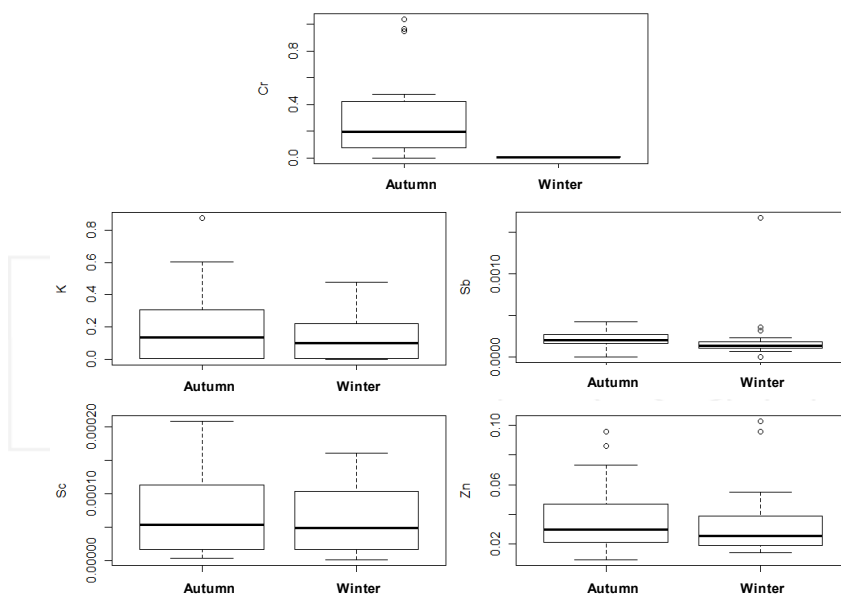 Cr
0.0 0.4 0.8
Autumn Winter
K
0.0 0.2 0.4 0.6 0.8
Autumn Winter
Sb
0.0000 0.0010
Autumn Winter
Sc
0.00000 0.00010 0.00020
Autumn Winter
Zn
0.02 0.06 0.10
Autumn Winter